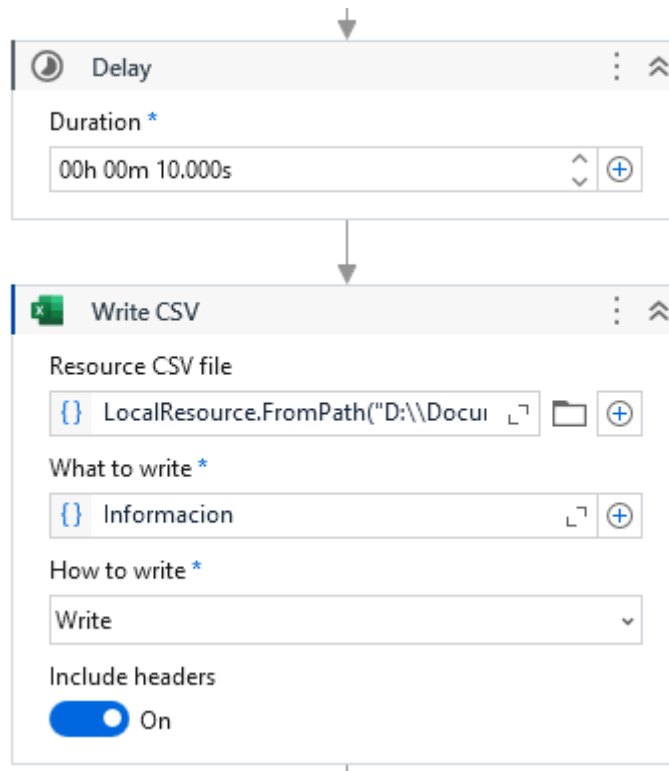 Delay
Duration *
00h 00m 10.000s
Write CSV
Resource CSV file
{} LocalResource.FromPath("D:\\Docu
What to write *
{} Informacion
How to write *
Write
Include headers
On